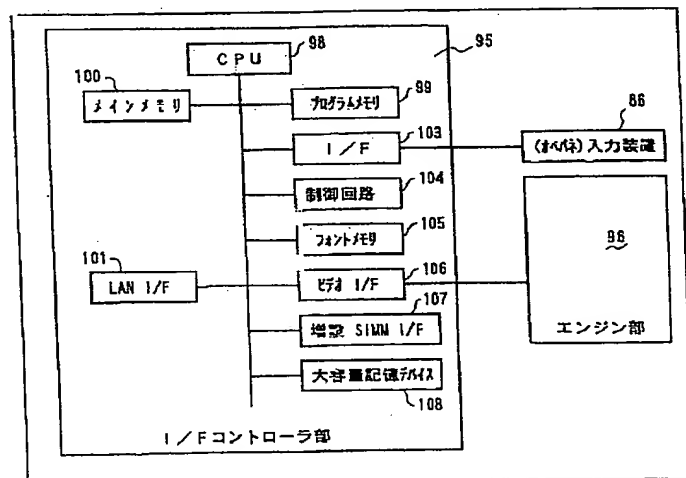 98
CPU
95
100
99
メインメモリ
プログラムメモリ
86
103
I/F
(オペパネ)入力装置
104
制御回路
105
フォントメモリ
96
101
106
LAN I/F
ビデオ I/F
107
エンジン部
増設 SIMM I/F
大容量記憶デバイス
108
I/Fコントローラ部